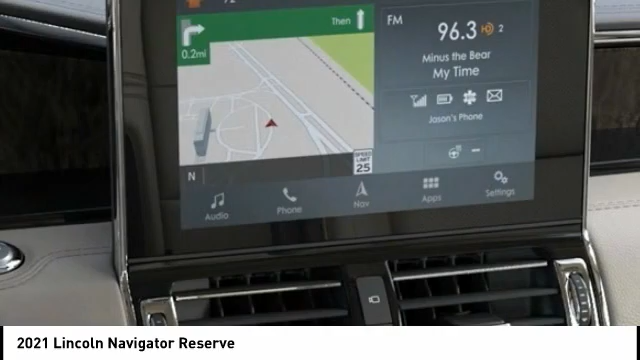 Then
0.2mi
FM
96.3
2
Minus the Bear
My Time
Jason's Phone
SPEED LIMIT
25
N
Audio
Phone
Nav
Apps
Settings
2021 Lincoln Navigator Reserve